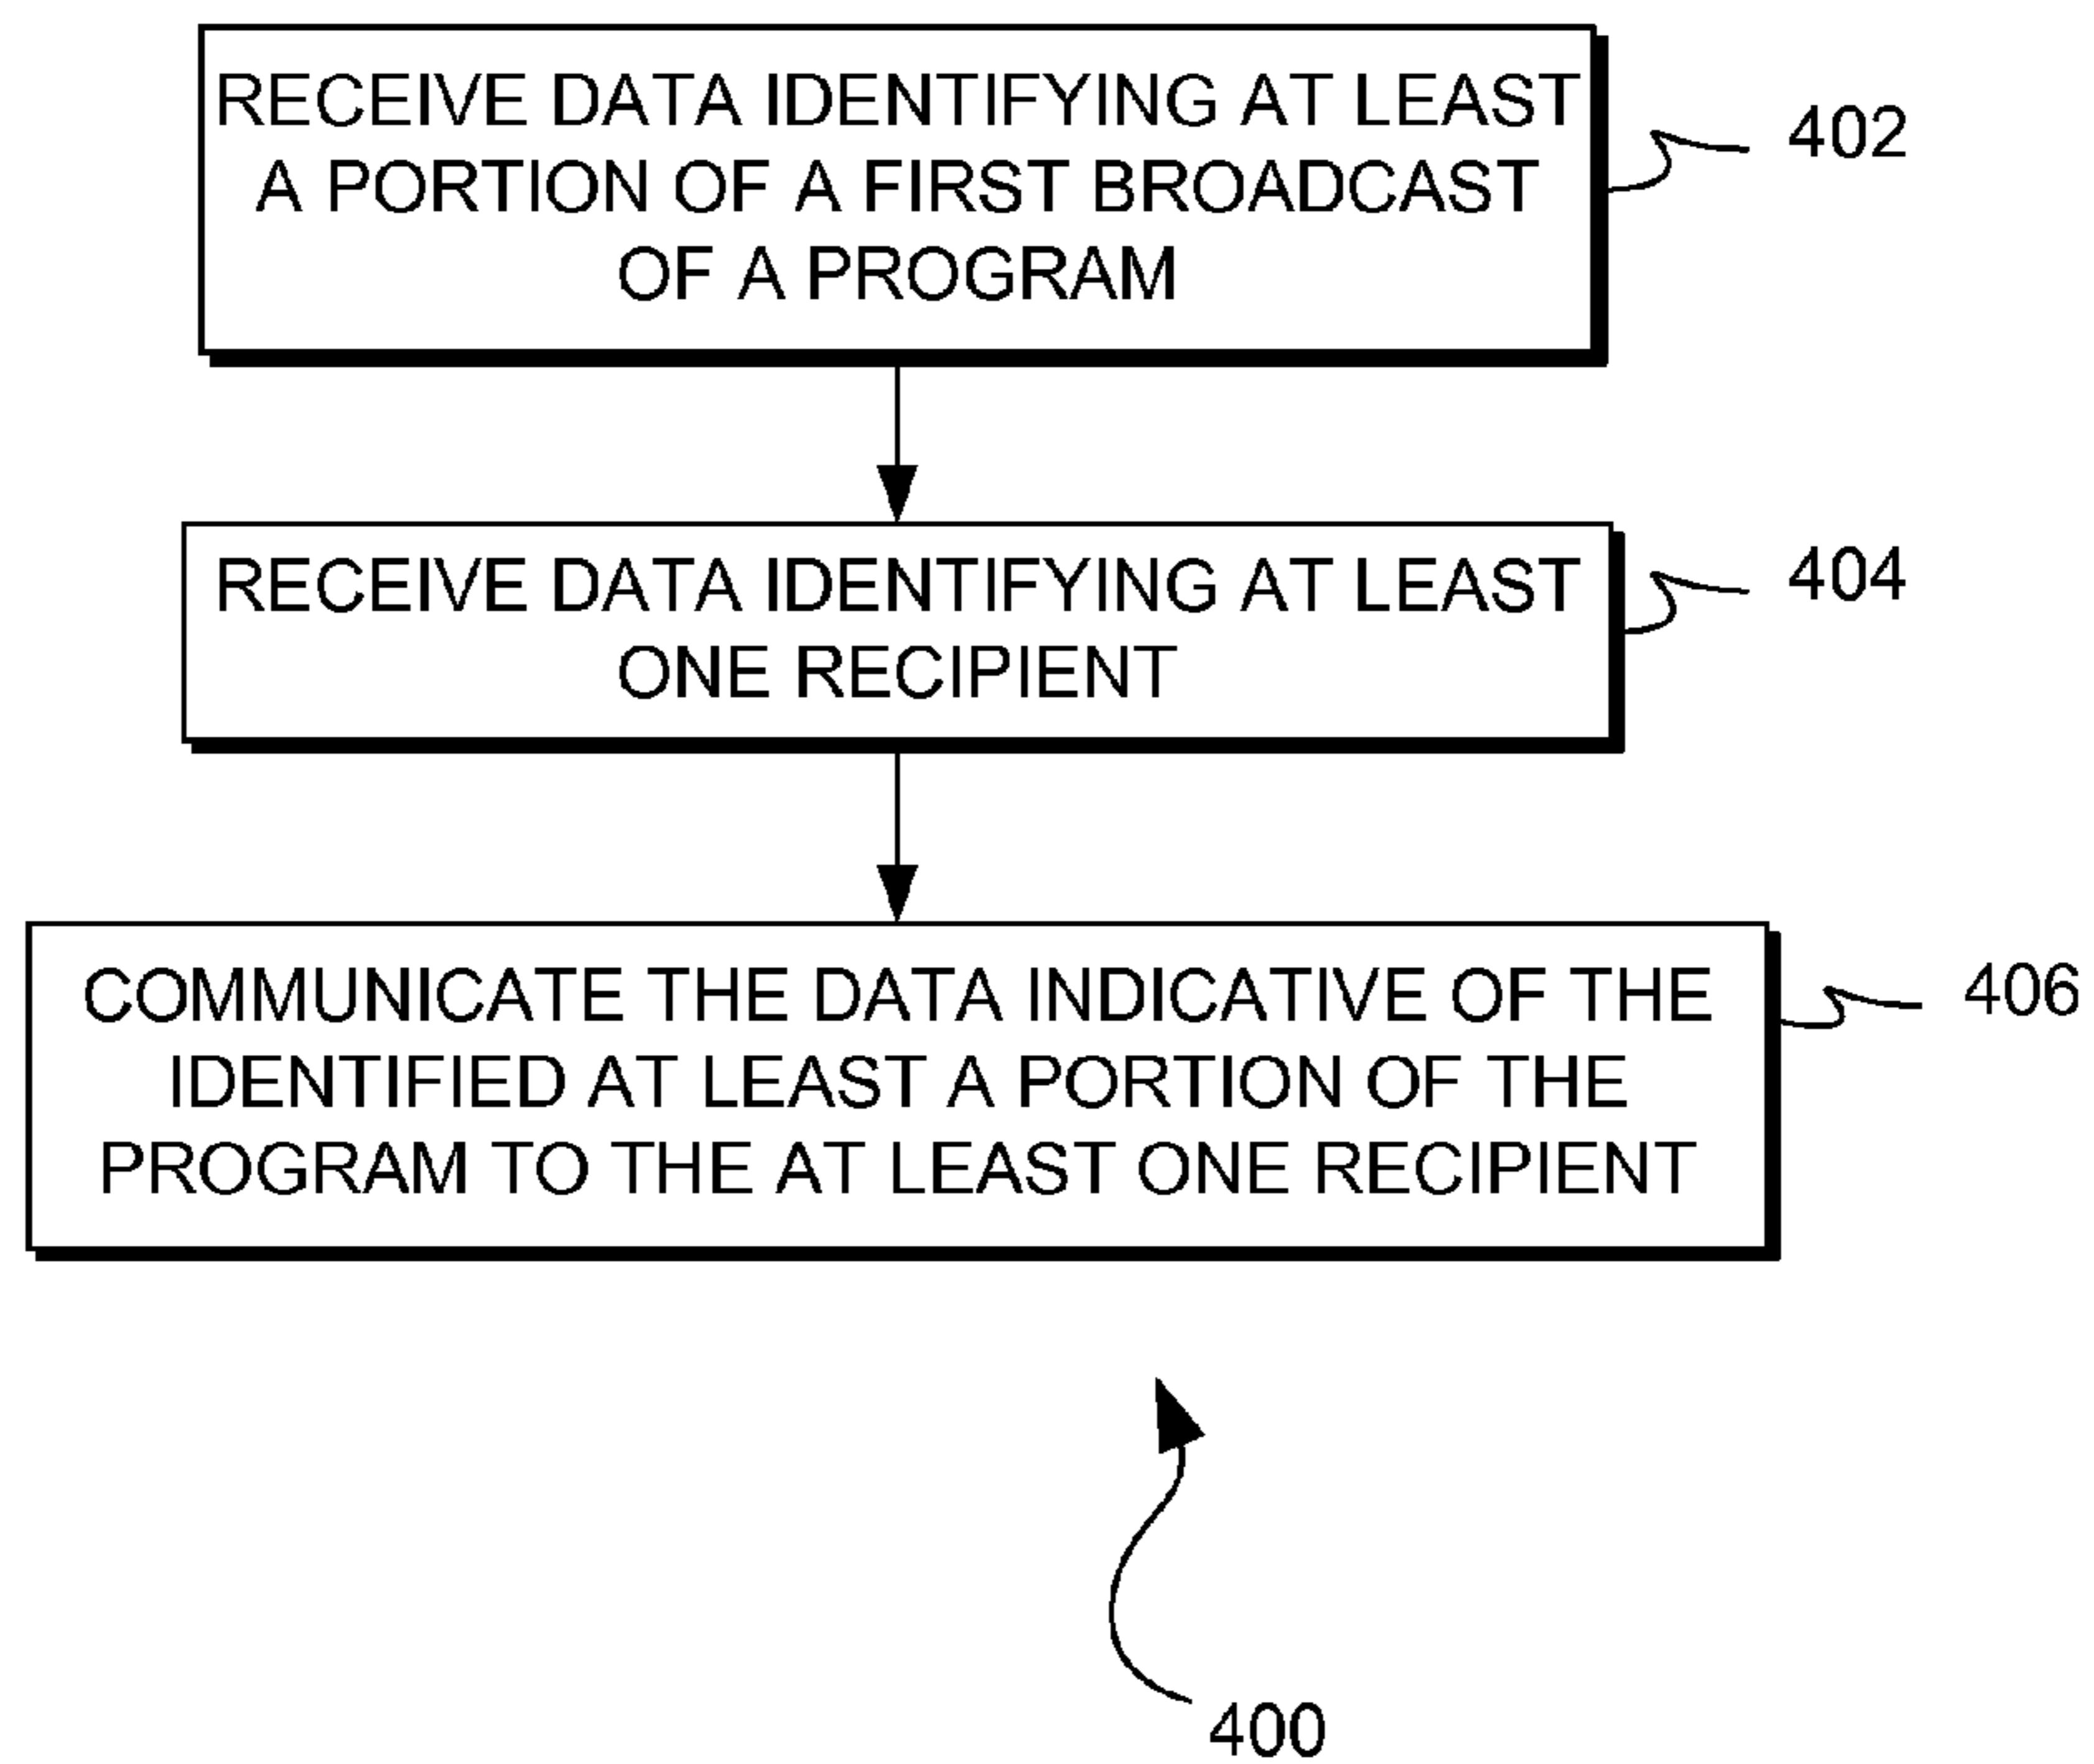 RECEIVE DATA IDENTIFYING AT LEAST
A PORTION OF A FIRST BROADCAST
OF A PROGRAM
402
RECEIVE DATA IDENTIFYING AT LEAST
ONE RECIPIENT
404
COMMUNICATE THE DATA INDICATIVE OF THE
IDENTIFIED AT LEAST A PORTION OF THE
PROGRAM TO THE AT LEAST ONE RECIPIENT
406
400